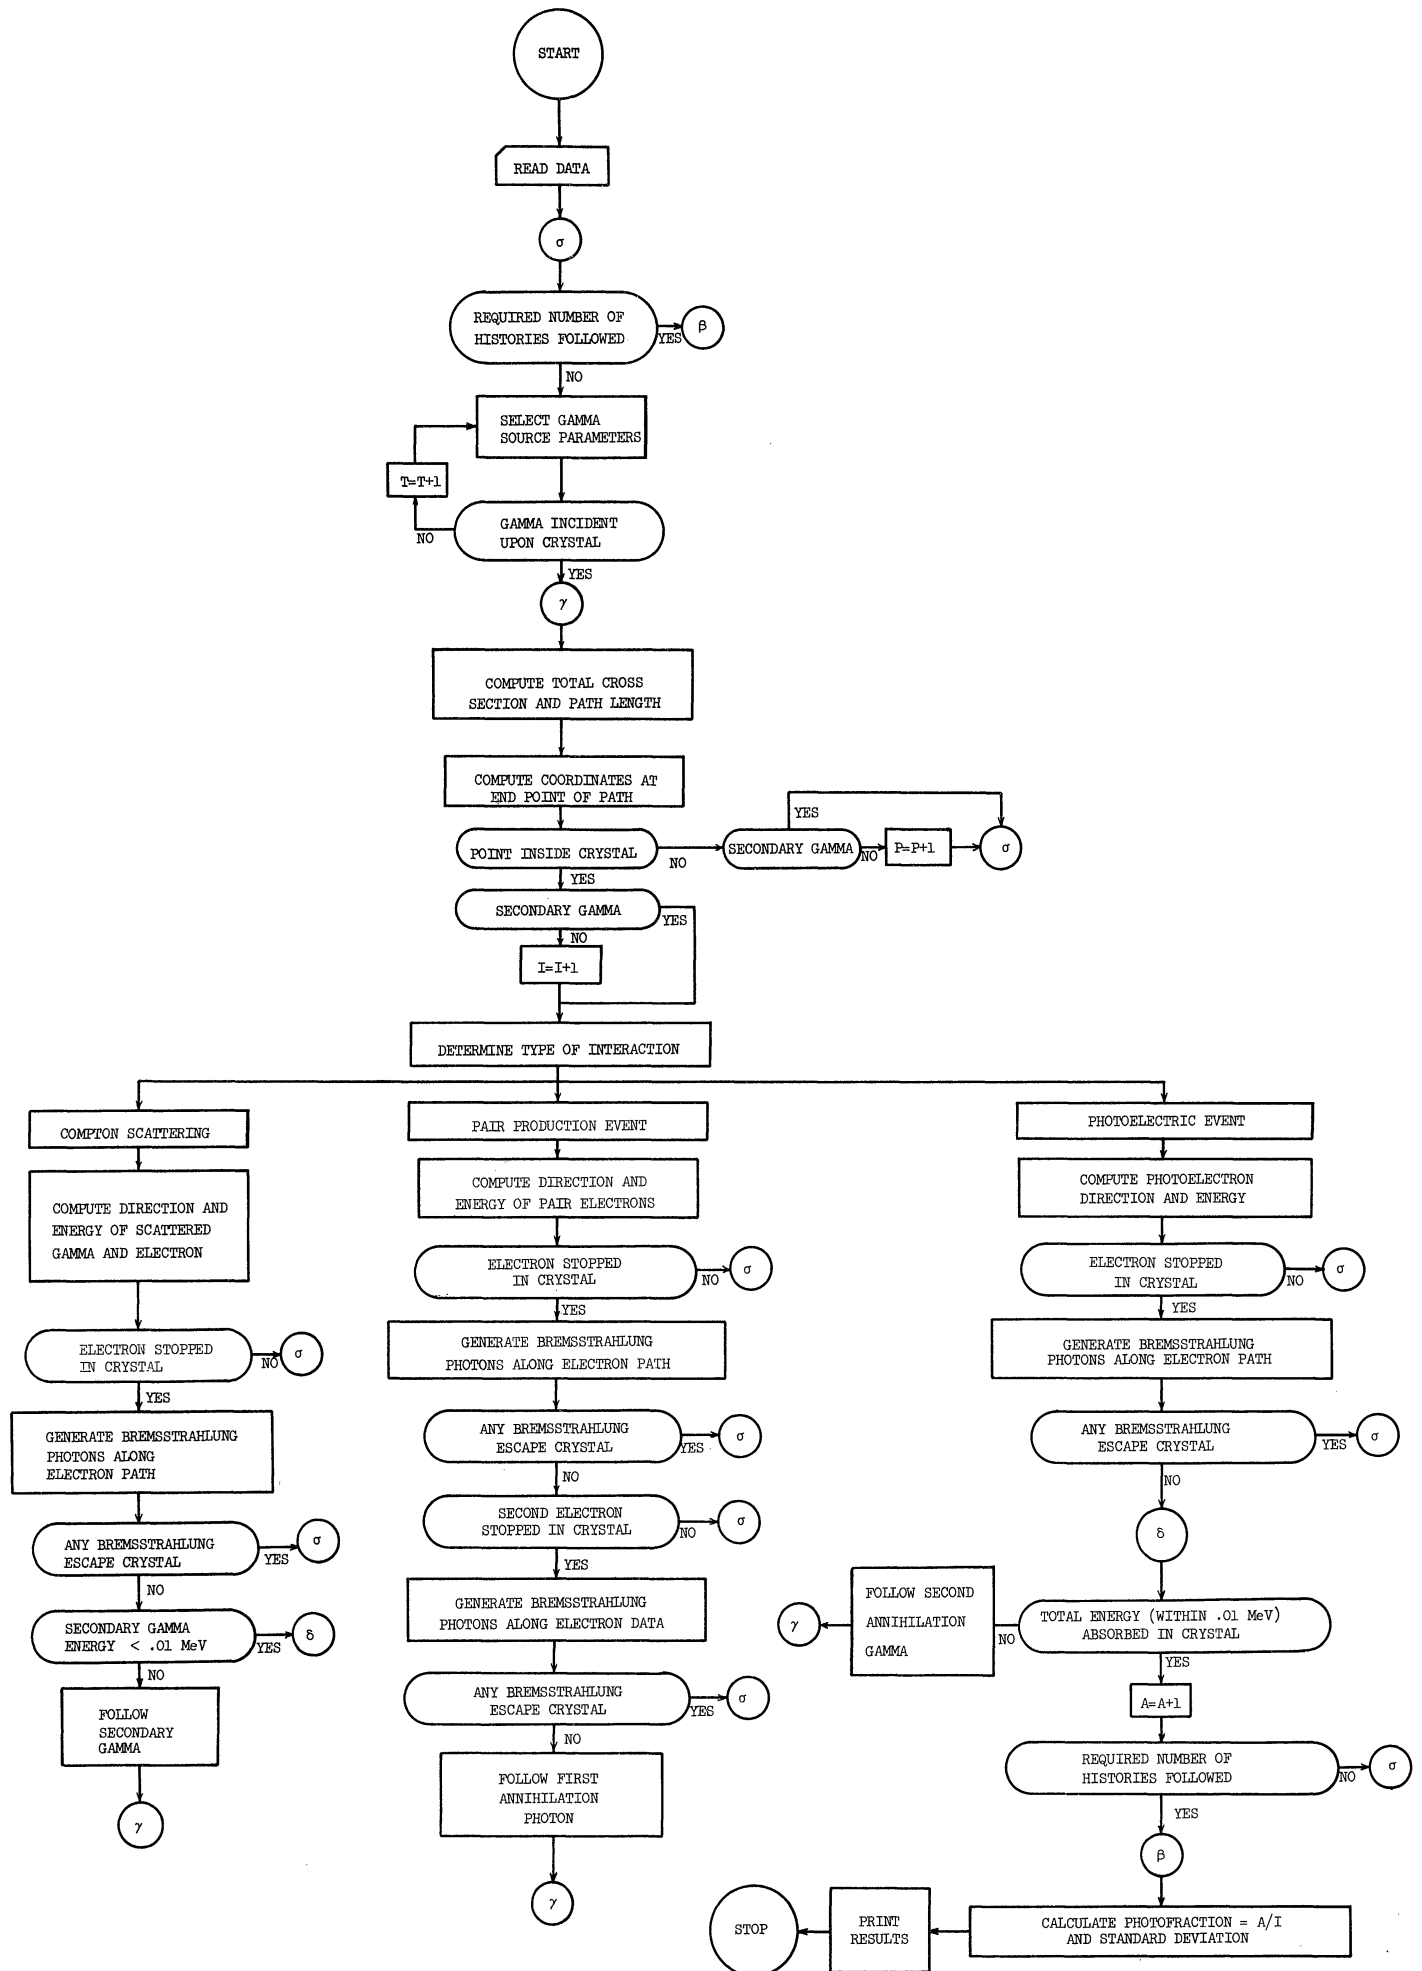 START
READ DATA
σ
REQUIRED NUMBER OF
HISTORIES FOLLOWED
YES
β
NO
SELECT GAMMA
SOURCE PARAMETERS
T=T+1
GAMMA INCIDENT
UPON CRYSTAL
NO
YES
γ
COMPUTE TOTAL CROSS
SECTION AND PATH LENGTH
COMPUTE COORDINATES AT
END POINT OF PATH
POINT INSIDE CRYSTAL
NO
SECONDARY GAMMA
YES
NO
P=P+1
σ
YES
SECONDARY GAMMA
YES
NO
I=I+1
DETERMINE TYPE OF INTERACTION
COMPTON SCATTERING
COMPUTE DIRECTION AND
ENERGY OF SCATTERED
GAMMA AND ELECTRON
ELECTRON STOPPED
IN CRYSTAL
NO
σ
YES
GENERATE BREMSSTRAHLUNG
PHOTONS ALONG
ELECTRON PATH
ANY BREMSSTRAHLUNG
ESCAPE CRYSTAL
YES
σ
NO
SECONDARY GAMMA
ENERGY < .01 MeV
YES
δ
NO
FOLLOW
SECONDARY
GAMMA
γ
PAIR PRODUCTION EVENT
COMPUTE DIRECTION AND
ENERGY OF PAIR ELECTRONS
ELECTRON STOPPED
IN CRYSTAL
NO
σ
YES
GENERATE BREMSSTRAHLUNG
PHOTONS ALONG ELECTRON PATH
ANY BREMSSTRAHLUNG
ESCAPE CRYSTAL
YES
σ
NO
SECOND ELECTRON
STOPPED IN CRYSTAL
NO
σ
YES
GENERATE BREMSSTRAHLUNG
PHOTONS ALONG ELECTRON DATA
ANY BREMSSTRAHLUNG
ESCAPE CRYSTAL
YES
σ
NO
FOLLOW FIRST
ANNIHILATION
PHOTON
γ
PHOTOELECTRIC EVENT
COMPUTE PHOTOELECTRON
DIRECTION AND ENERGY
ELECTRON STOPPED
IN CRYSTAL
NO
σ
YES
GENERATE BREMSSTRAHLUNG
PHOTONS ALONG ELECTRON PATH
ANY BREMSSTRAHLUNG
ESCAPE CRYSTAL
YES
σ
NO
δ
TOTAL ENERGY (WITHIN .01 MeV)
ABSORBED IN CRYSTAL
NO
FOLLOW SECOND
ANNIHILATION
GAMMA
γ
YES
A=A+1
REQUIRED NUMBER OF
HISTORIES FOLLOWED
NO
σ
YES
β
CALCULATE PHOTOFRACTION = A/I
AND STANDARD DEVIATION
PRINT
RESULTS
STOP